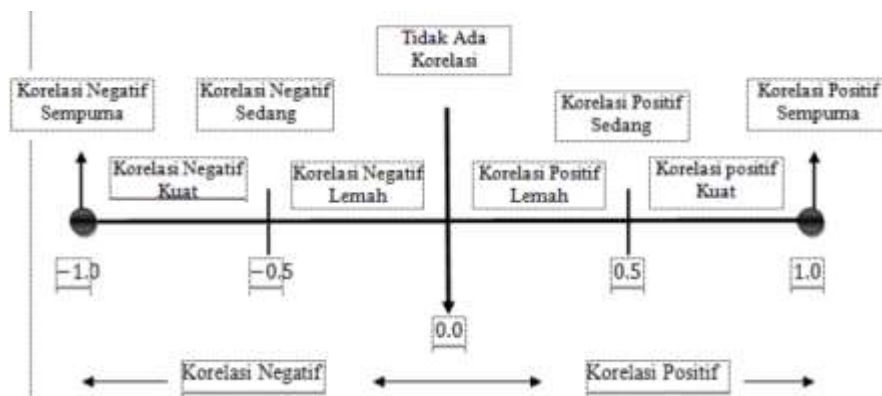 Tidak Ada
Korelasi
Korelasi Negatif
Sempurna
Korelasi Negatif
Sedang
Korelasi Positif
Sedang
Korelasi Positif
Sempurna
Korelasi Negatif
Kuat
Korelasi Negatif
Lemah
Korelasi Positif
Lemah
Korelasi positif
Kuat
−1.0
−0.5
0.5
1.0
0.0
Korelasi Negatif
Korelasi Positif